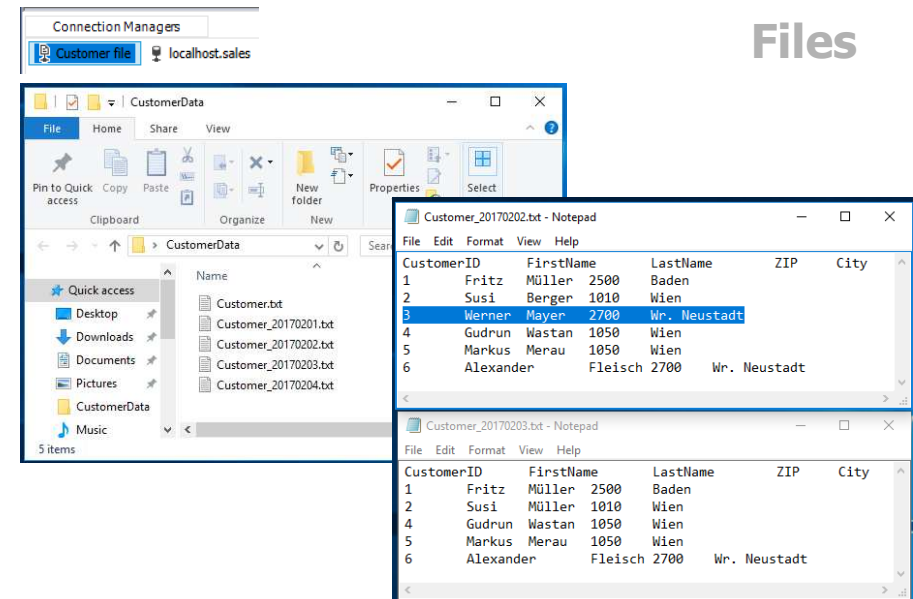 Connection Managers
Customer file localhost.sales
Files
CustomerData
File Home Share View
Pin to Quick access Copy Paste New folder Properties Select
Clipboard Organize New
CustomerData
Name
Quick access
Desktop
Downloads
Documents
Pictures
CustomerData
Music
Customer.txt
Customer_20170201.txt
Customer_20170202.txt
Customer_20170203.txt
Customer_20170204.txt
5 items
Customer_20170202.txt - Notepad
File Edit Format View Help
CustomerID FirstName LastName ZIP City
1 Fritz Müller 2500 Baden
2 Susi Berger 1010 Wien
3 Werner Mayer 2700 Wr. Neustadt
4 Gudrun Wastan 1050 Wien
5 Markus Merau 1050 Wien
6 Alexander Fleisch 2700 Wr. Neustadt
Customer_20170203.txt - Notepad
File Edit Format View Help
CustomerID FirstName LastName ZIP City
1 Fritz Müller 2500 Baden
2 Susi Müller 1010 Wien
4 Gudrun Wastan 1050 Wien
5 Markus Merau 1050 Wien
6 Alexander Fleisch 2700 Wr. Neustadt